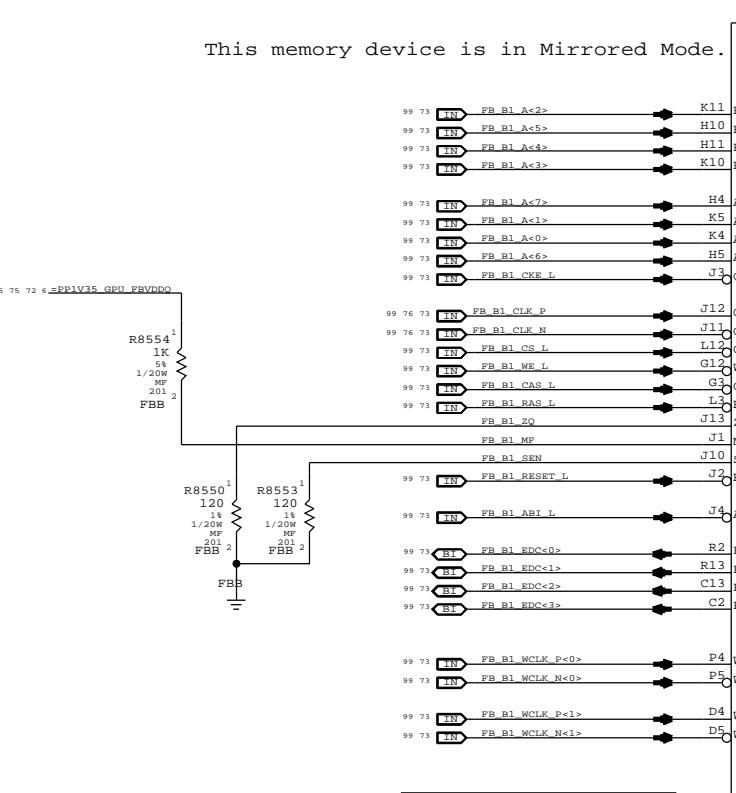 This memory device is in Mirrored Mode.
99 73 IN FB_B1_A<2> K11
99 73 IN FB_B1_A<5> H10
99 73 IN FB_B1_A<4> H11
99 73 IN FB_B1_A<3> K10
99 73 IN FB_B1_A<7> H4
99 73 IN FB_B1_A<1> K5
99 73 IN FB_B1_A<0> K4
99 73 IN FB_B1_A<6> H5
99 73 IN FB_B1_CKE_L J3
75 72 6 =PP1V35_GPU_FBVDDQ
99 76 73 IN FB_B1_CLK_P J12
99 76 73 IN FB_B1_CLK_N J11
99 73 IN FB_B1_CS_L L12
99 73 IN FB_B1_WE_L G12
99 73 IN FB_B1_CAS_L G3
99 73 IN FB_B1_RAS_L L3
R8554 1
1K
5%
1/20W
MF
201 2
FBB
FB_B1_ZQ J13
FB_B1_MF J1
FB_B1_SEN J10
99 73 IN FB_B1_RESET_L J2
R8550 1
120
1%
1/20W
MF
201 2
FBB
R8553 1
120
1%
1/20W
MF
201 2
FBB
FBB
99 73 IN FB_B1_ABI_L J4
99 73 BI FB_B1_EDC<0> R2
99 73 BI FB_B1_EDC<1> R13
99 73 BI FB_B1_EDC<2> C13
99 73 BI FB_B1_EDC<3> C2
99 73 IN FB_B1_WCLK_P<0> P4
99 73 IN FB_B1_WCLK_N<0> P5
99 73 IN FB_B1_WCLK_P<1> D4
99 73 IN FB_B1_WCLK_N<1> D5